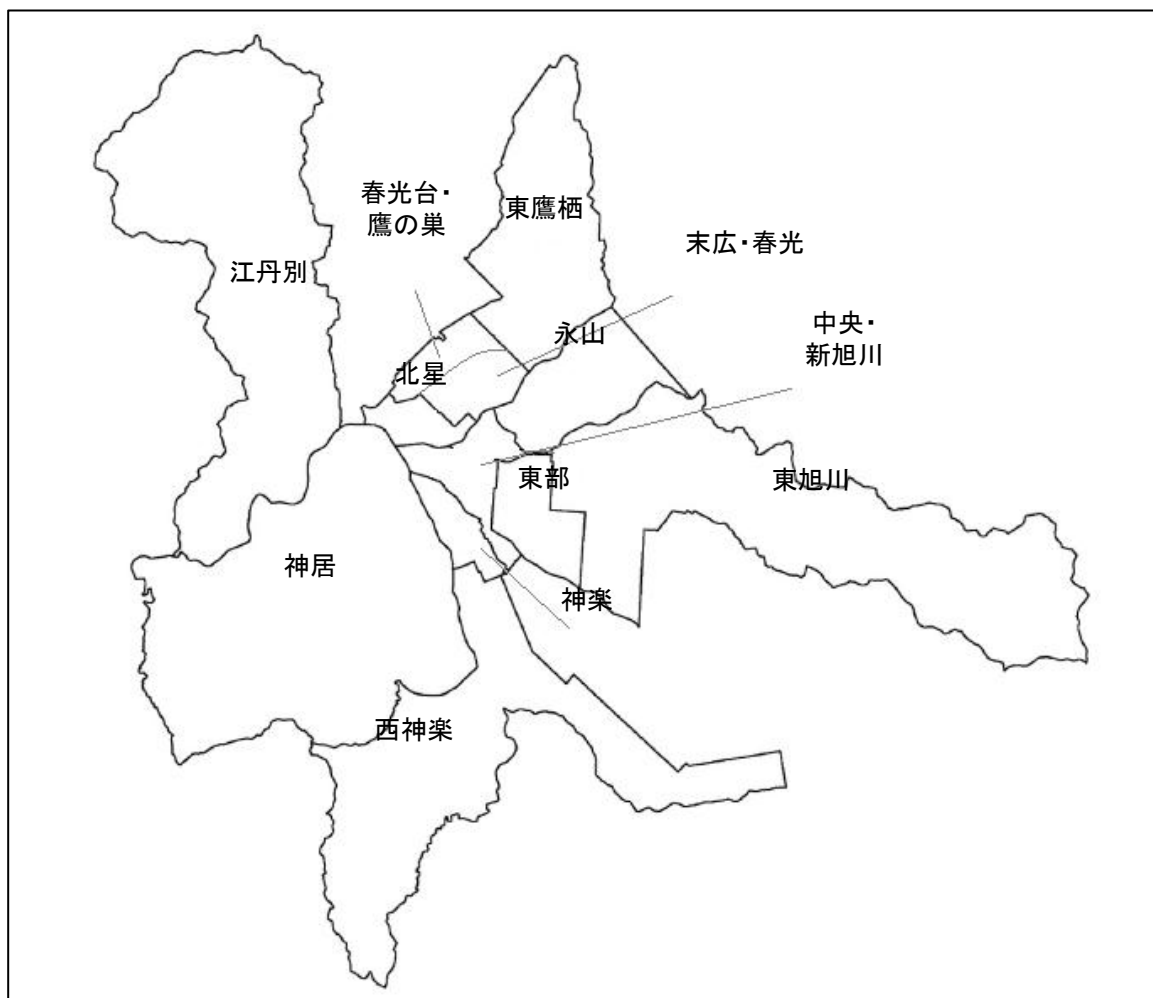 春光台・
鷹の巣
東鷹栖
末広・春光
江丹別
永山
中央・
新旭川
北星
東部
東旭川
神居
神楽
西神楽